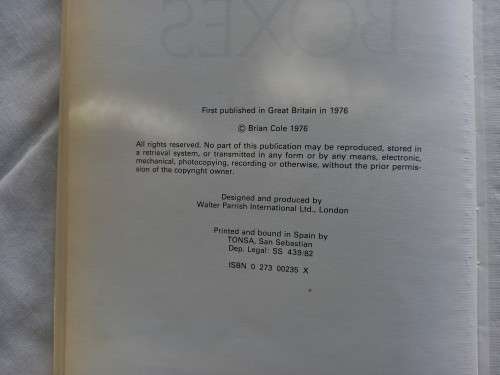 BOXES
First published in Great Britain in 1976
© Brian Cole 1976
All rights reserved. No part of this publication may be reproduced, stored in
a retrieval system, or transmitted in any form or by any means, electronic,
mechanical, photocopying, recording or otherwise, without the prior permis-
sion of the copyright owner.
Designed and produced by
Walter Parrish International Ltd., London
Printed and bound in Spain by
TONSA, San Sebastian
Dep. Legal: SS 439/82
ISBN 0 273 00235 X